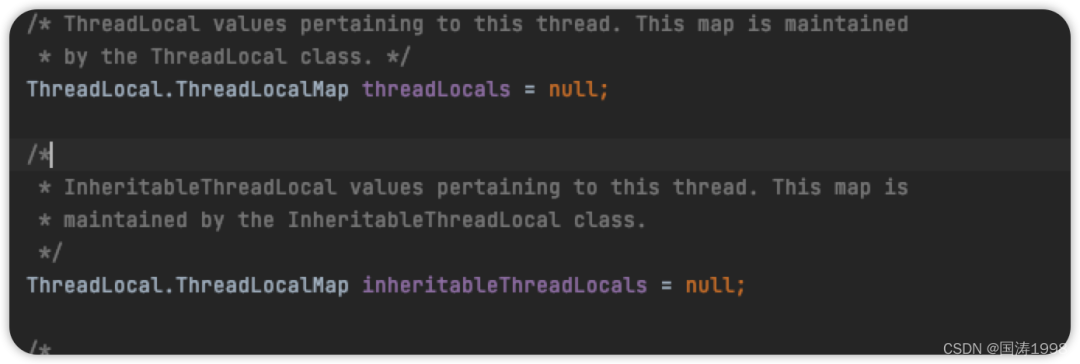 /* ThreadLocal values pertaining to this thread. This map is maintained
 * by the ThreadLocal class. */
ThreadLocal.ThreadLocalMap threadLocals = null;
/*
 * InheritableThreadLocal values pertaining to this thread. This map is
 * maintained by the InheritableThreadLocal class.
 */
ThreadLocal.ThreadLocalMap inheritableThreadLocals = null;
/*
CSDN @国涛1998